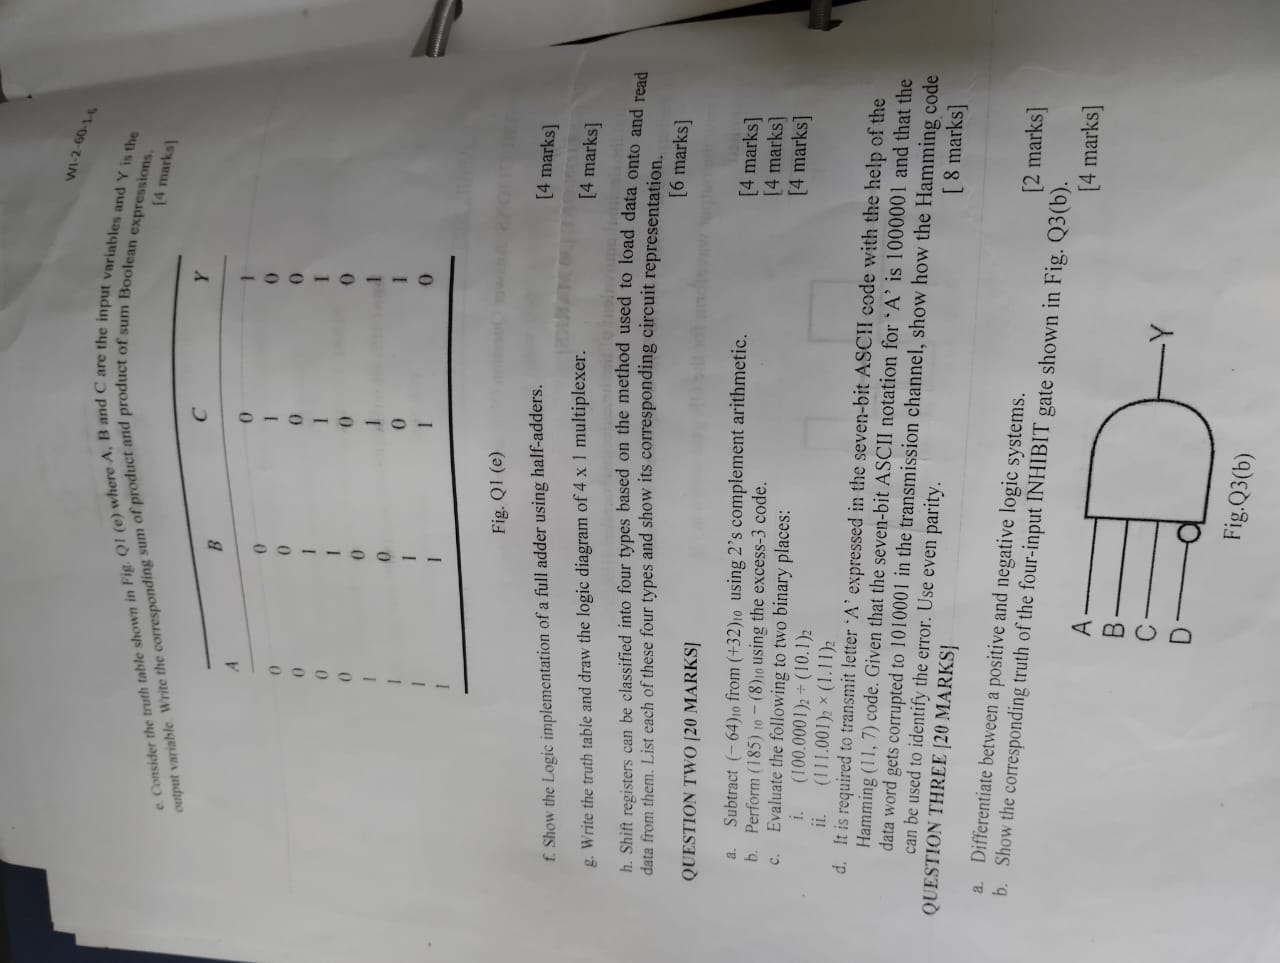 WI-2-60-1-6
e. Consider the truth table shown in Fig. Q1 (e) where A, B and C are the input variables and Y is the
output variable. Write the corresponding sum of product and product of sum Boolean expressions.
[4 marks]
A B C Y
0 0 0 1
0 0 1 0
0 1 0 0
0 1 1 1
1 0 0 0
1 0 1 1
1 1 0 1
1 1 1 0
Fig. Q1 (e)
f. Show the Logic implementation of a full adder using half-adders. [4 marks]
g. Write the truth table and draw the logic diagram of 4 x 1 multiplexer. [4 marks]
h. Shift registers can be classified into four types based on the method used to load data onto and read
data from them. List each of these four types and show its corresponding circuit representation.
[6 marks]
QUESTION TWO [20 MARKS]
a. Subtract (– 64)10 from (+32)10 using 2's complement arithmetic. [4 marks]
b. Perform (185) 10 – (8)10 using the excess-3 code. [4 marks]
c. Evaluate the following to two binary places: [4 marks]
i. (100.0001)2 ÷ (10.1)2
ii. (111.001)2 × (1.11)2
d. It is required to transmit letter ‘A’ expressed in the seven-bit ASCII code with the help of the
Hamming (11, 7) code. Given that the seven-bit ASCII notation for ‘A’ is 1000001 and that the
data word gets corrupted to 1010001 in the transmission channel, show how the Hamming code
can be used to identify the error. Use even parity. [ 8 marks]
QUESTION THREE [20 MARKS]
a. Differentiate between a positive and negative logic systems. [2 marks]
b. Show the corresponding truth of the four-input INHIBIT gate shown in Fig. Q3(b).
[4 marks]
A
B
C
D
Y
Fig.Q3(b)